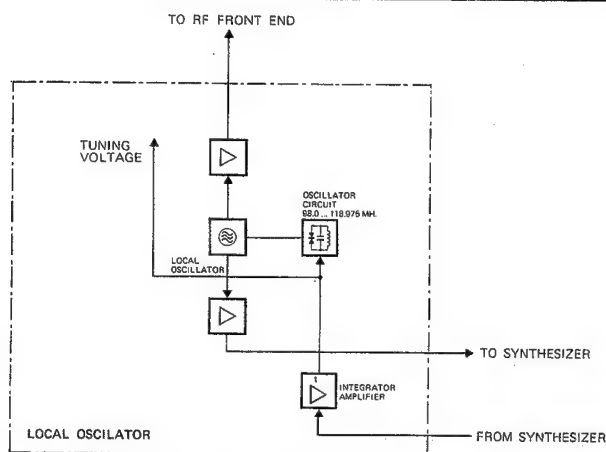 TO RF FRONT END
TUNING
VOLTAGE
OSCILLATOR
CIRCUIT
98.0 ... 118.975 MH.
LOCAL
OSCILLATOR
TO SYNTHESIZER
INTEGRATOR
AMPLIFIER
LOCAL OSCILATOR
FROM SYNTHESIZER